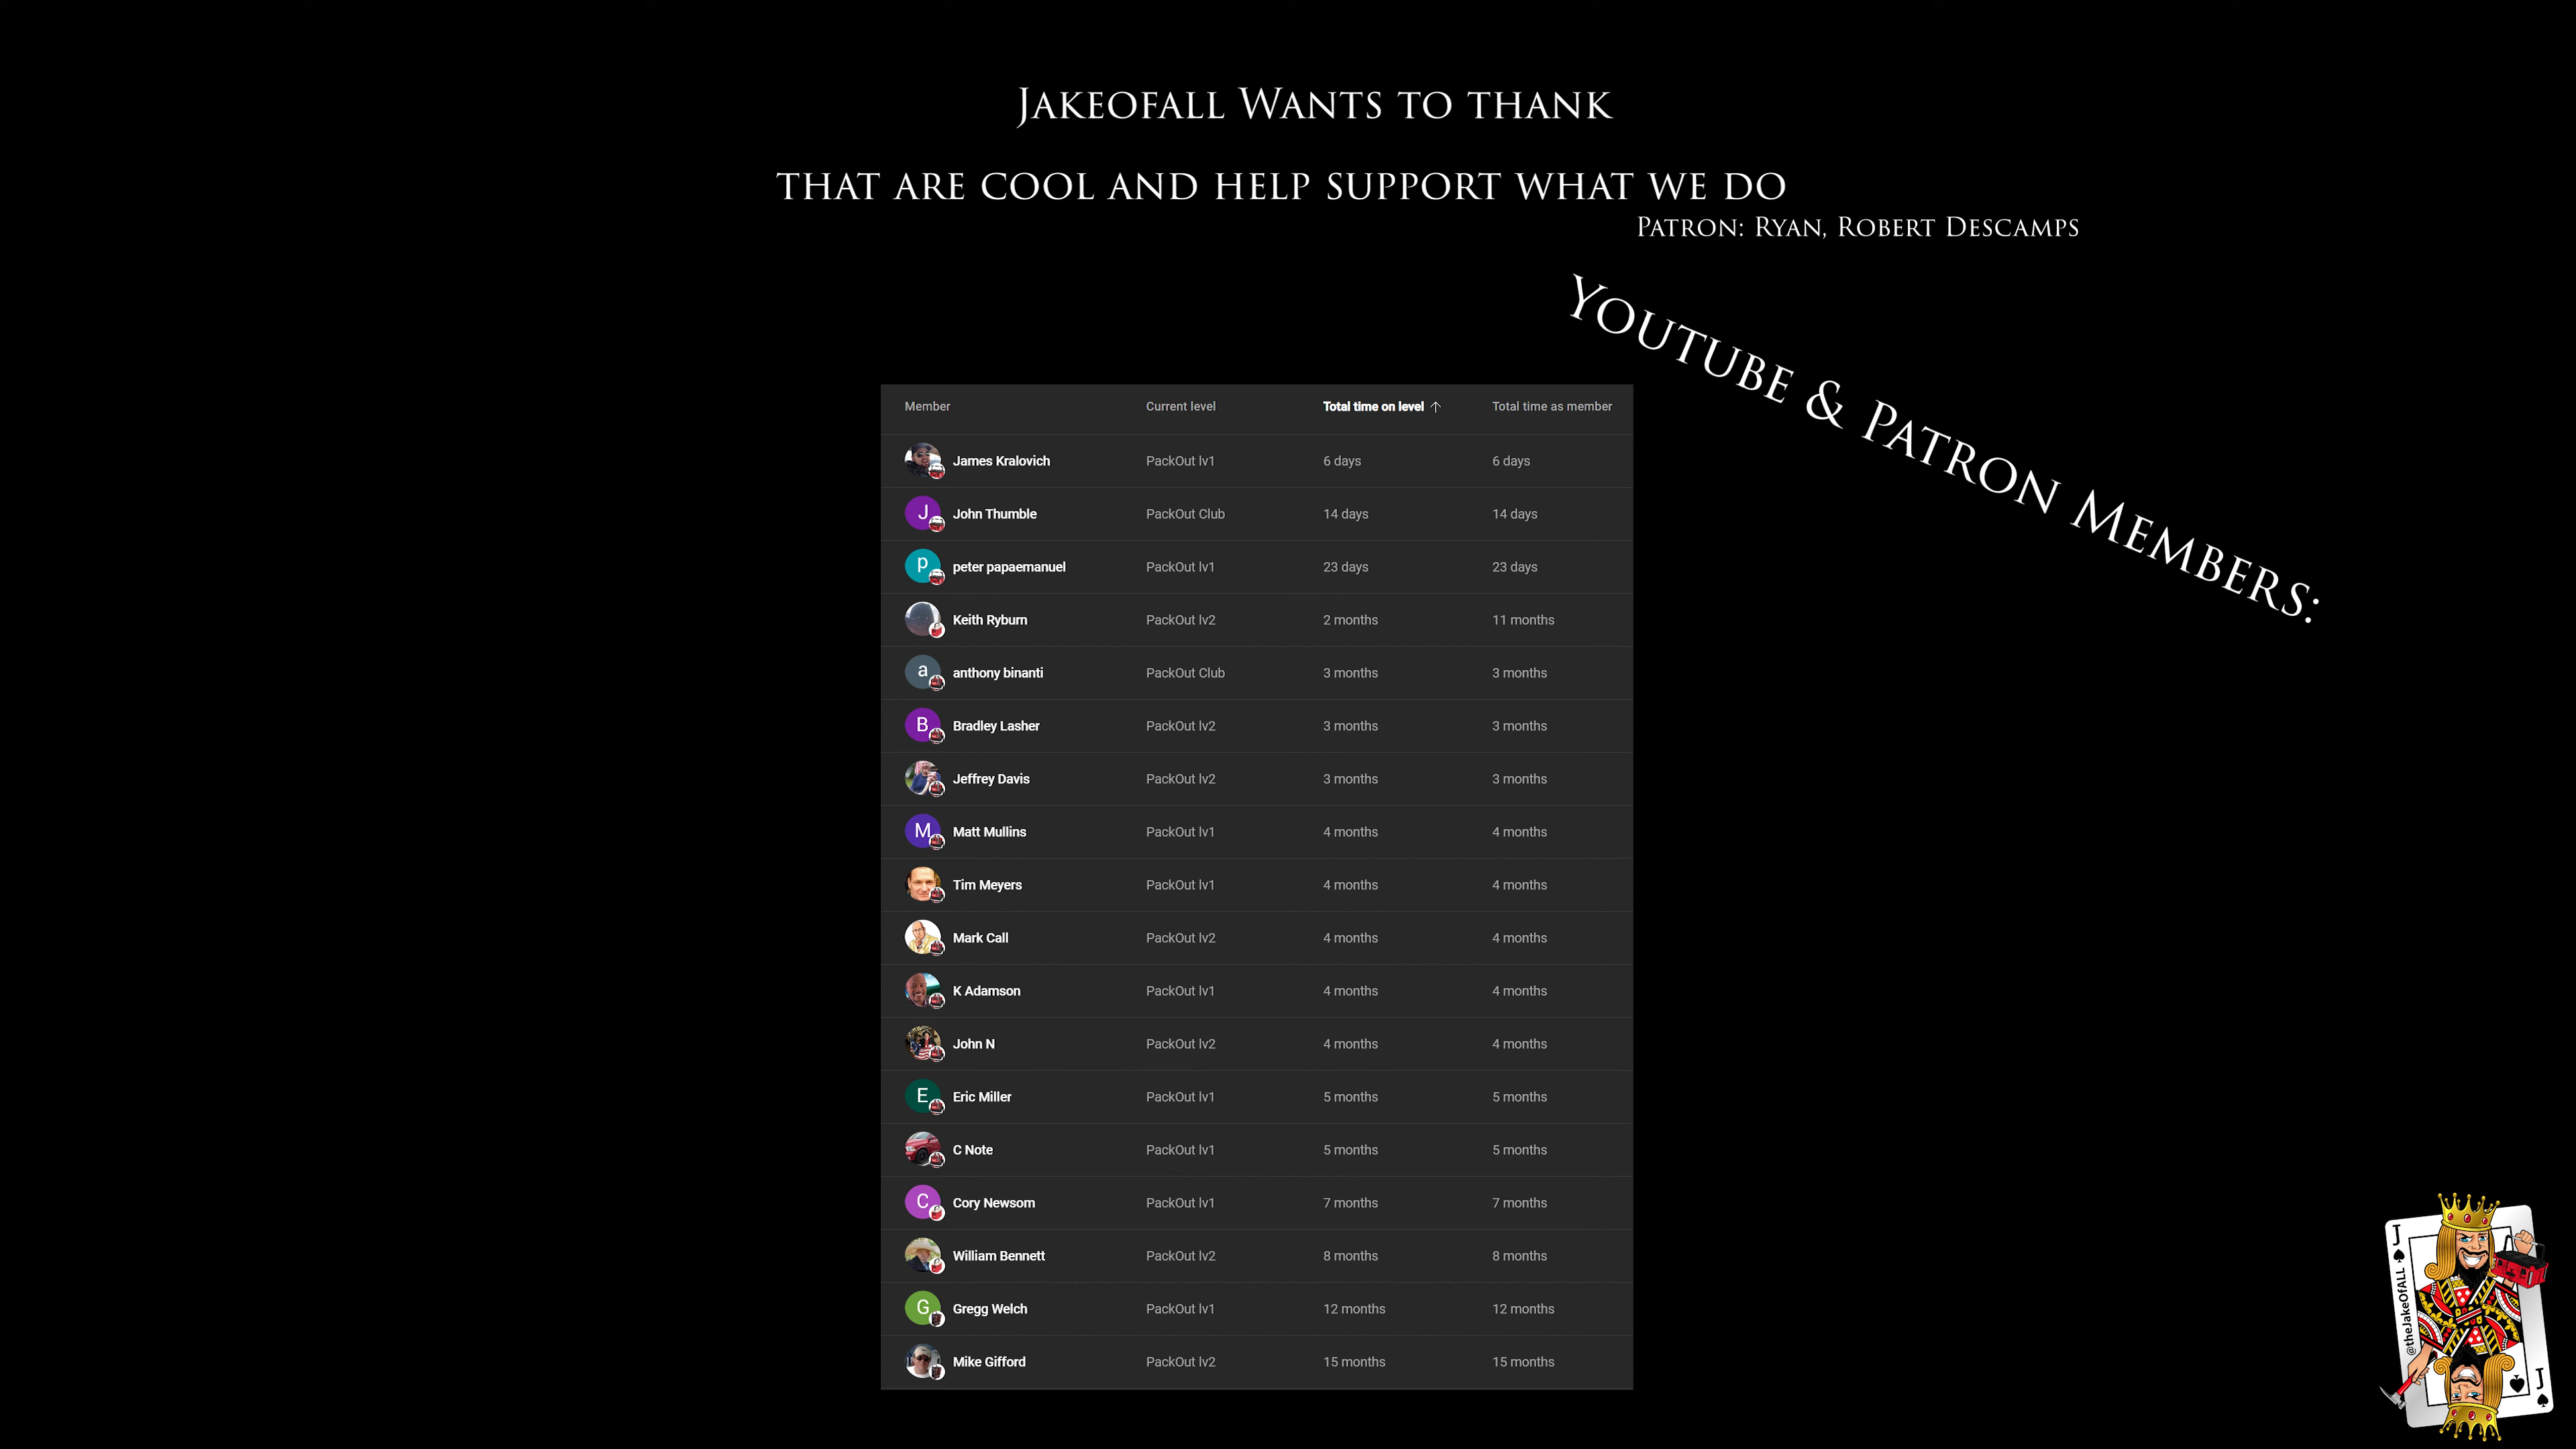 Jakeofall Wants to thank
that are cool and help support what we do
Patron: Ryan, Robert Descamps
Youtube & Patron Members:
Member Current level Total time on level ↑ Total time as member
James Kralovich PackOut lv1 6 days 6 days
J John Thumble PackOut Club 14 days 14 days
p peter papaemanuel PackOut lv1 23 days 23 days
Keith Ryburn PackOut lv2 2 months 11 months
a anthony binanti PackOut Club 3 months 3 months
B Bradley Lasher PackOut lv2 3 months 3 months
Jeffrey Davis PackOut lv2 3 months 3 months
M Matt Mullins PackOut lv1 4 months 4 months
Tim Meyers PackOut lv1 4 months 4 months
Mark Call PackOut lv2 4 months 4 months
K Adamson PackOut lv1 4 months 4 months
John N PackOut lv2 4 months 4 months
E Eric Miller PackOut lv1 5 months 5 months
C Note PackOut lv1 5 months 5 months
C Cory Newsom PackOut lv1 7 months 7 months
William Bennett PackOut lv2 8 months 8 months
G Gregg Welch PackOut lv1 12 months 12 months
Mike Gifford PackOut lv2 15 months 15 months
J
@theJakeOfALL
J